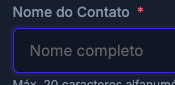 Nome do Contato *
Nome completo
Máx. 20 caracteres